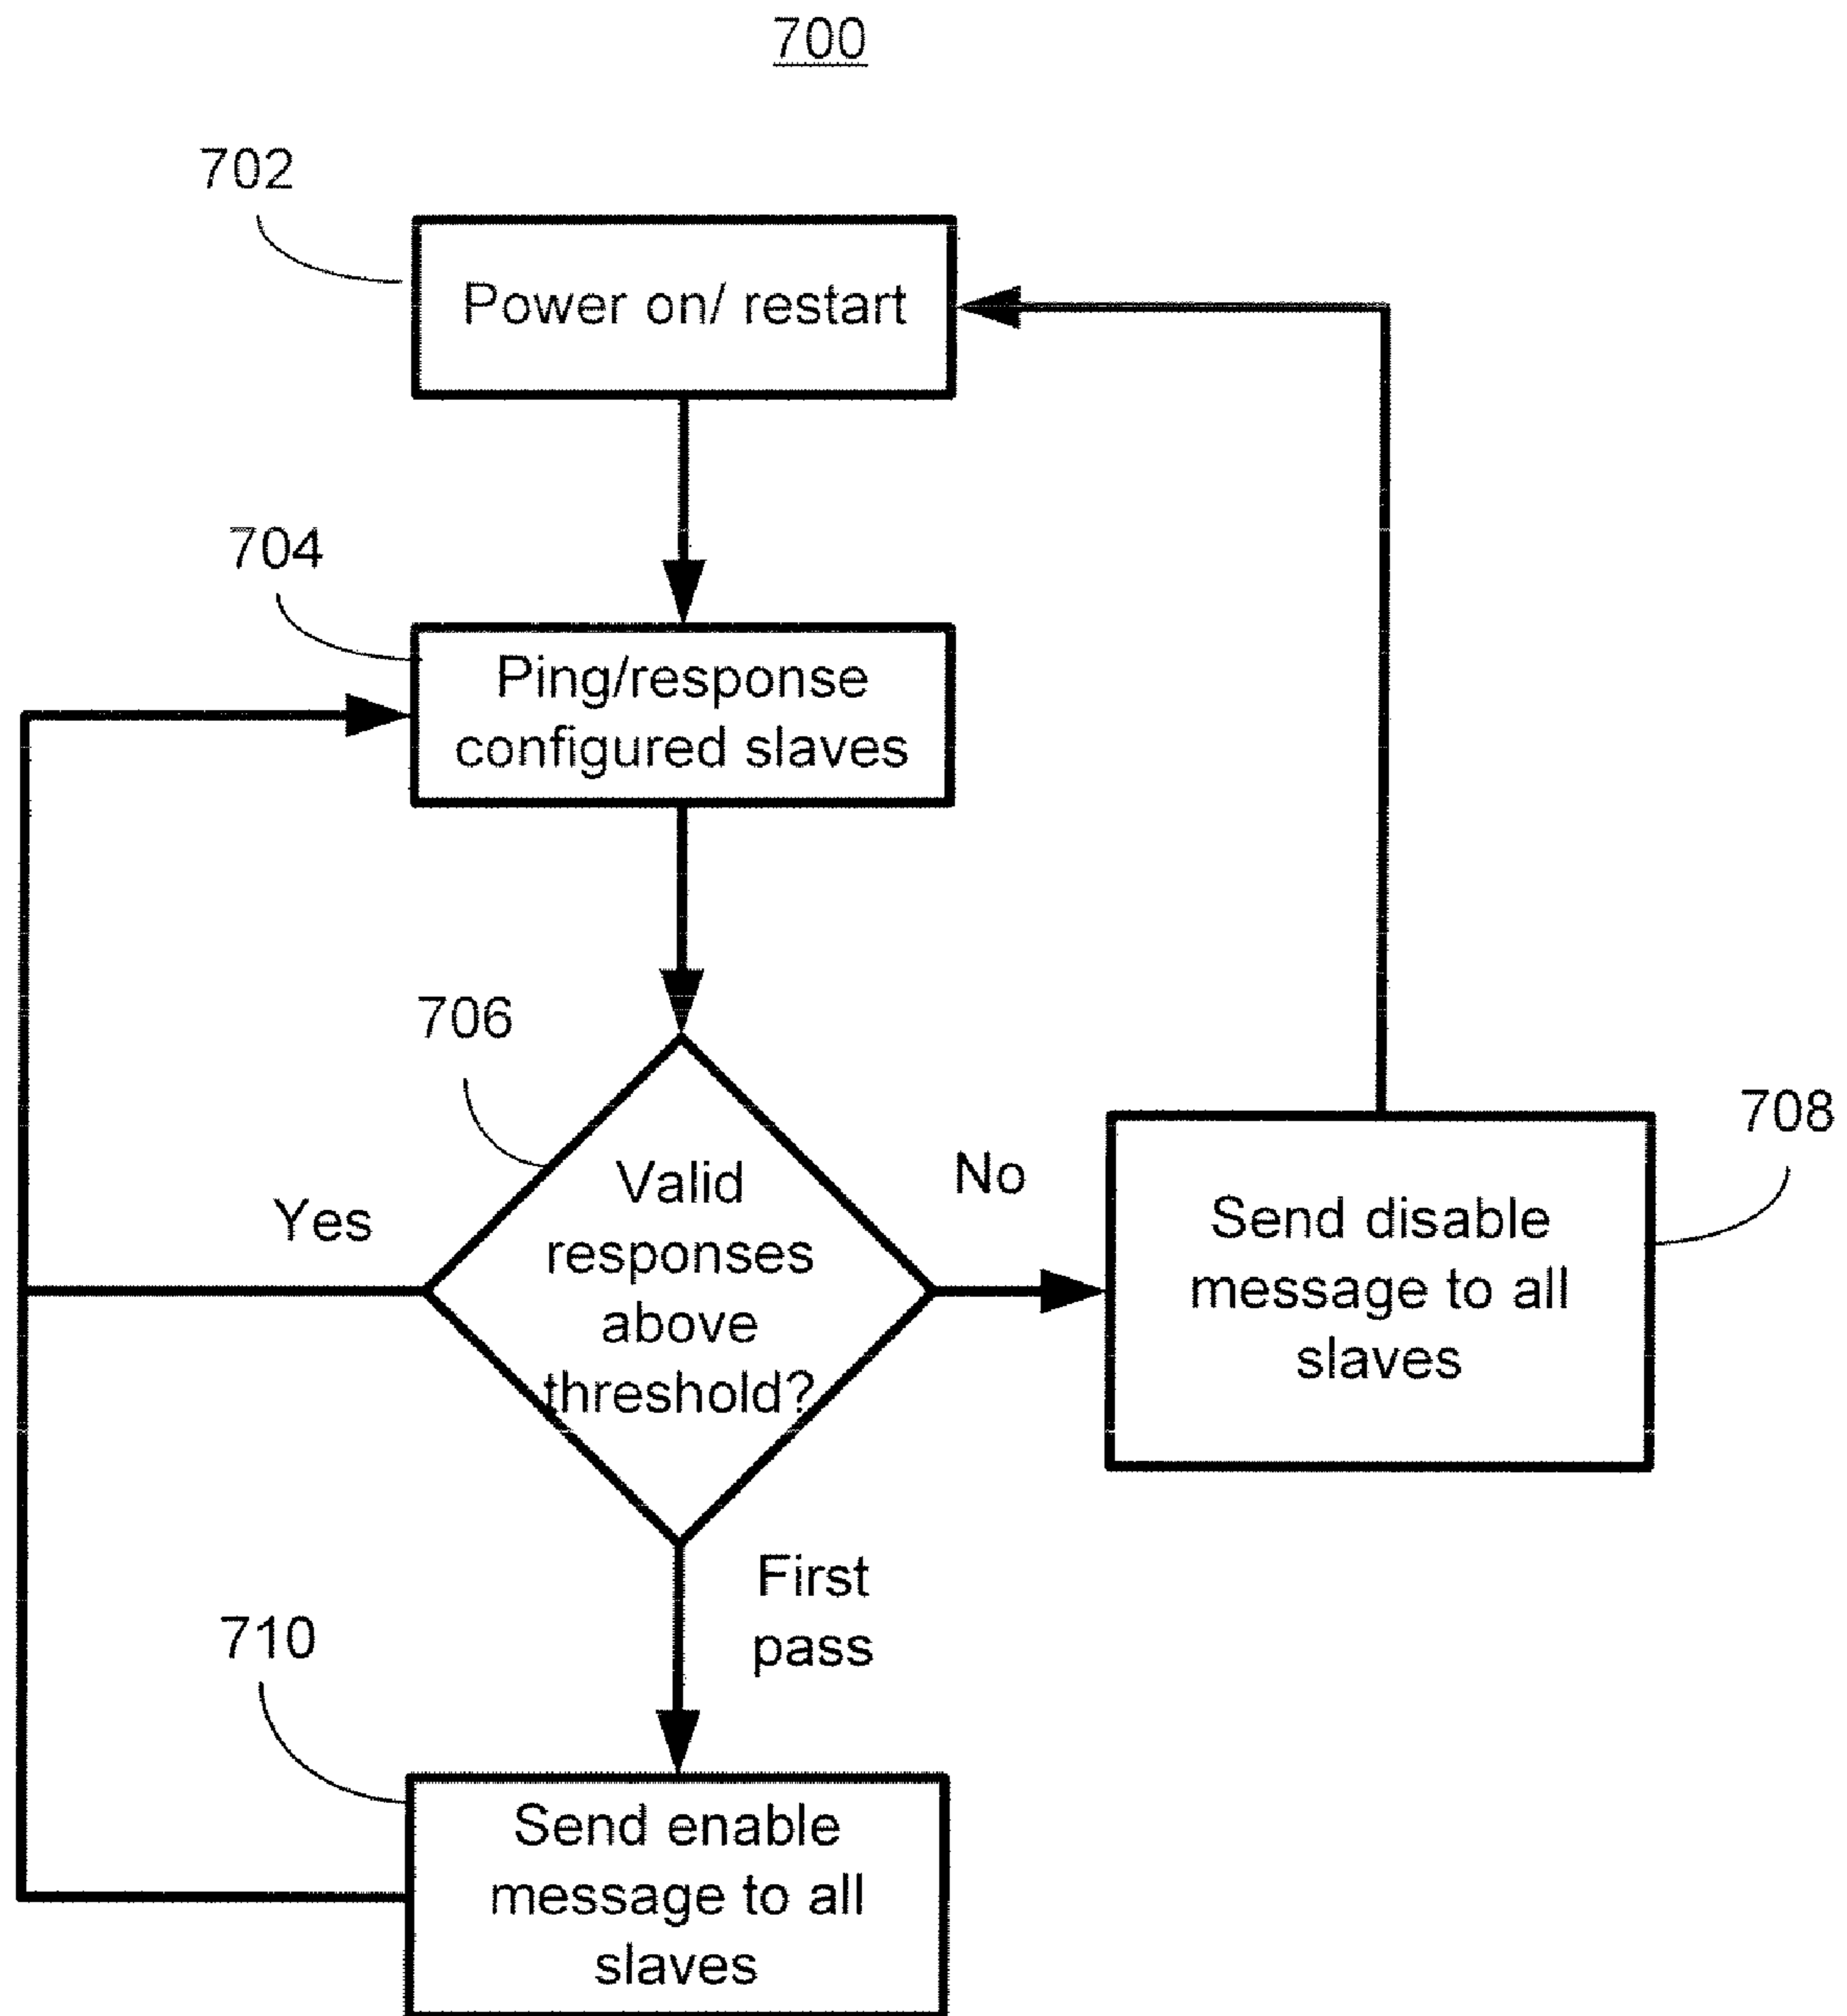 700
702
Power on/ restart
704
Ping/response
configured slaves
706
Valid
responses
above
threshold?
Yes
No
708
Send disable
message to all
slaves
First
pass
710
Send enable
message to all
slaves